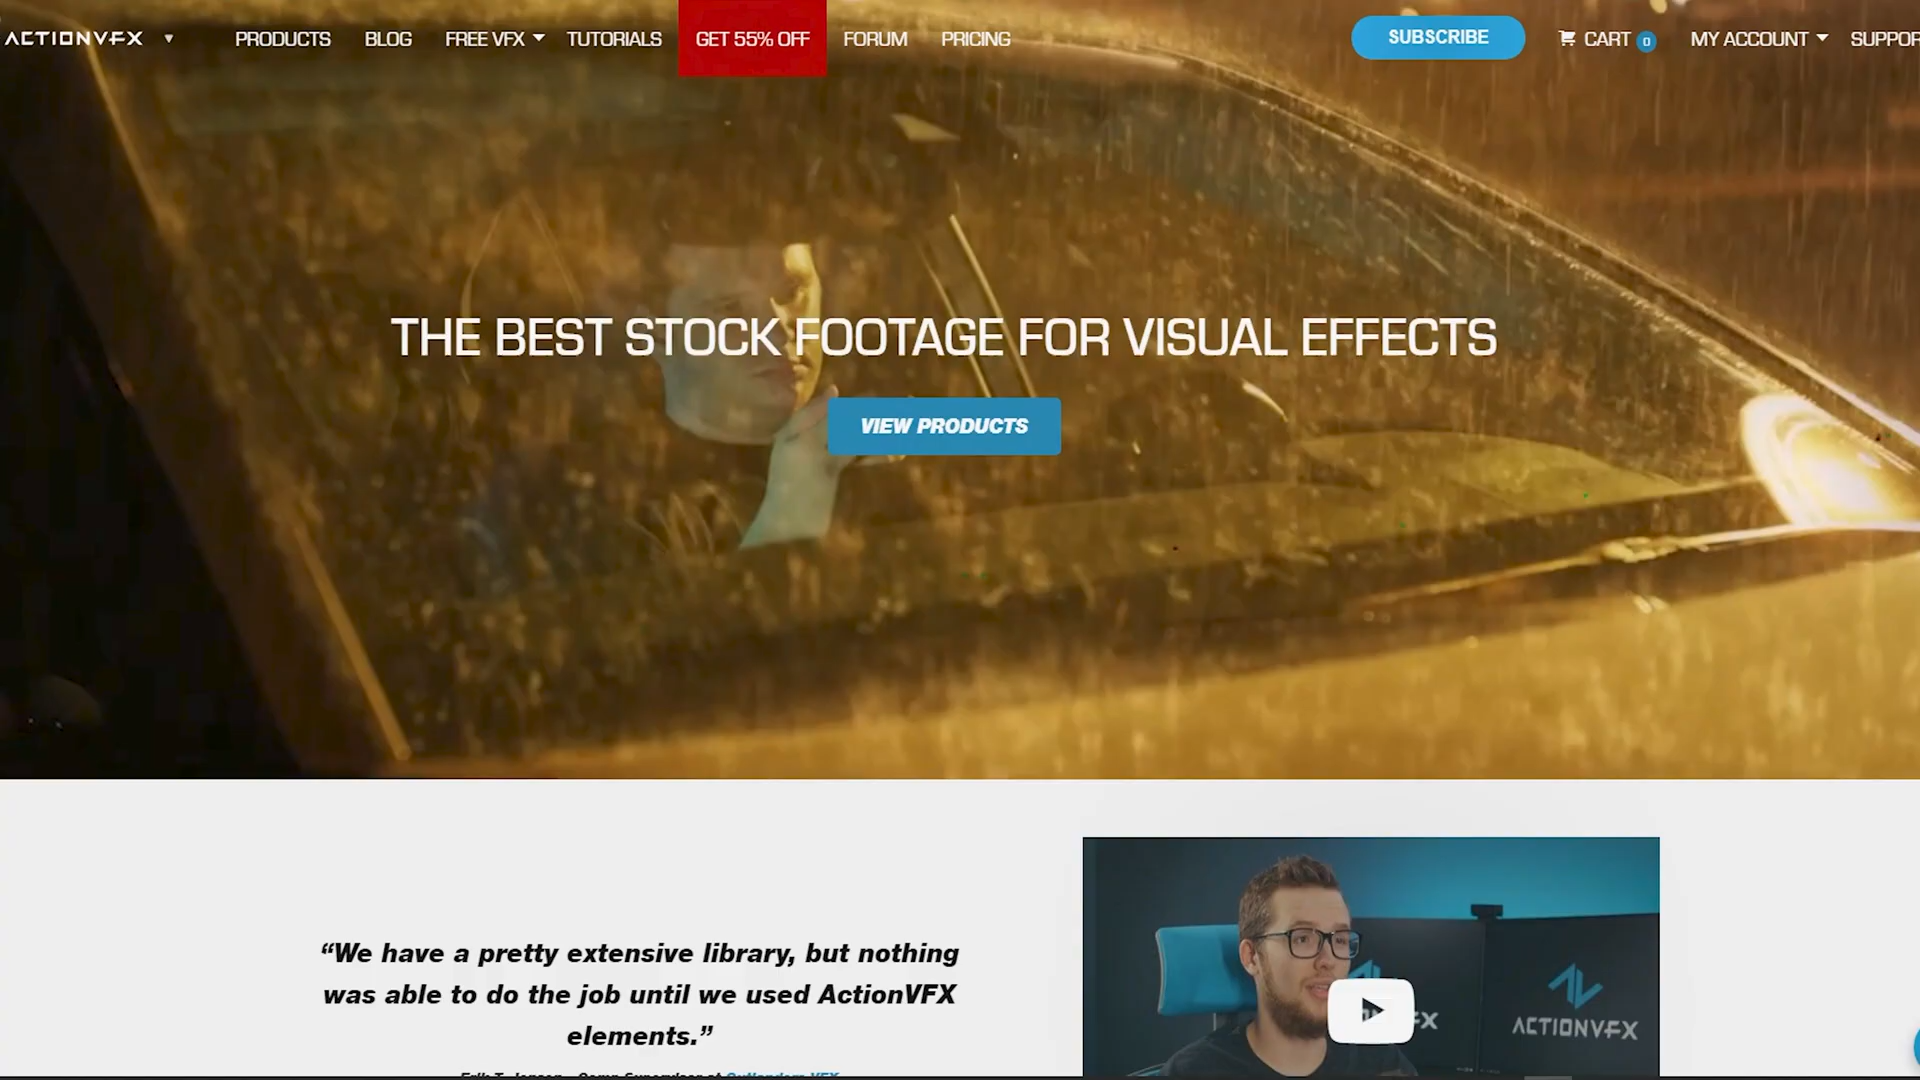 ACTIONVFX
PRODUCTS
BLOG
FREE VFX
TUTORIALS
GET 55% OFF
FORUM
PRICING
SUBSCRIBE
CART 0
MY ACCOUNT
SUPPOR
THE BEST STOCK FOOTAGE FOR VISUAL EFFECTS
VIEW PRODUCTS
“We have a pretty extensive library, but nothing
was able to do the job until we used ActionVFX
elements.”
FX
ACTIONVFX